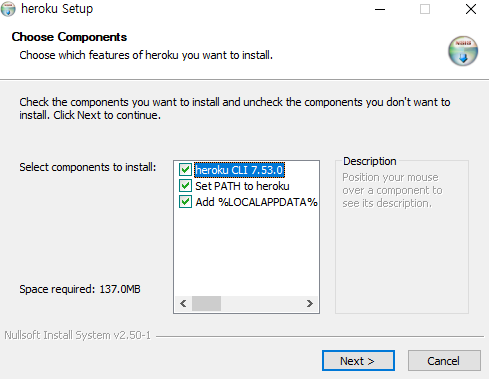 heroku Setup
Choose Components
Choose which features of heroku you want to install.
Check the components you want to install and uncheck the components you don't want to
install. Click Next to continue.
Select components to install:
heroku CLI 7.53.0
Set PATH to heroku
Add %LOCALAPPDATA%
Description
Position your mouse
over a component to
see its description.
Space required: 137.0MB
Nullsoft Install System v2.50-1
Next >
Cancel